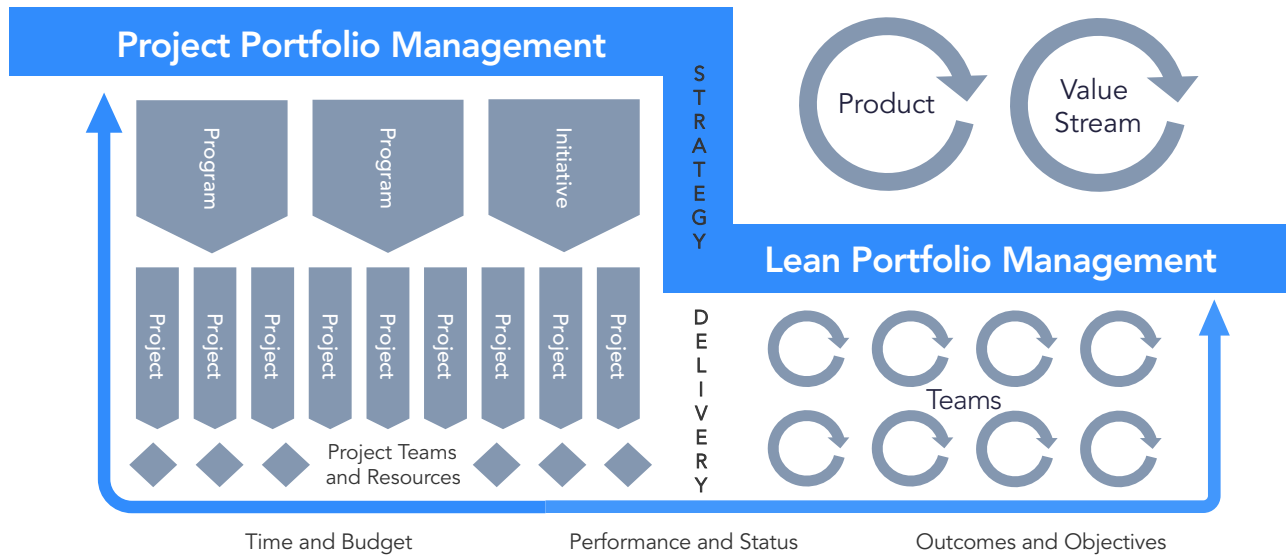 Project Portfolio Management
Program
Program
Initiative
Project
Project
Project
Project
Project
Project
Project
Project
Project Teams
and Resources
STRATEGY
DELIVERY
Product
Value
Stream
Lean Portfolio Management
Teams
Time and Budget
Performance and Status
Outcomes and Objectives